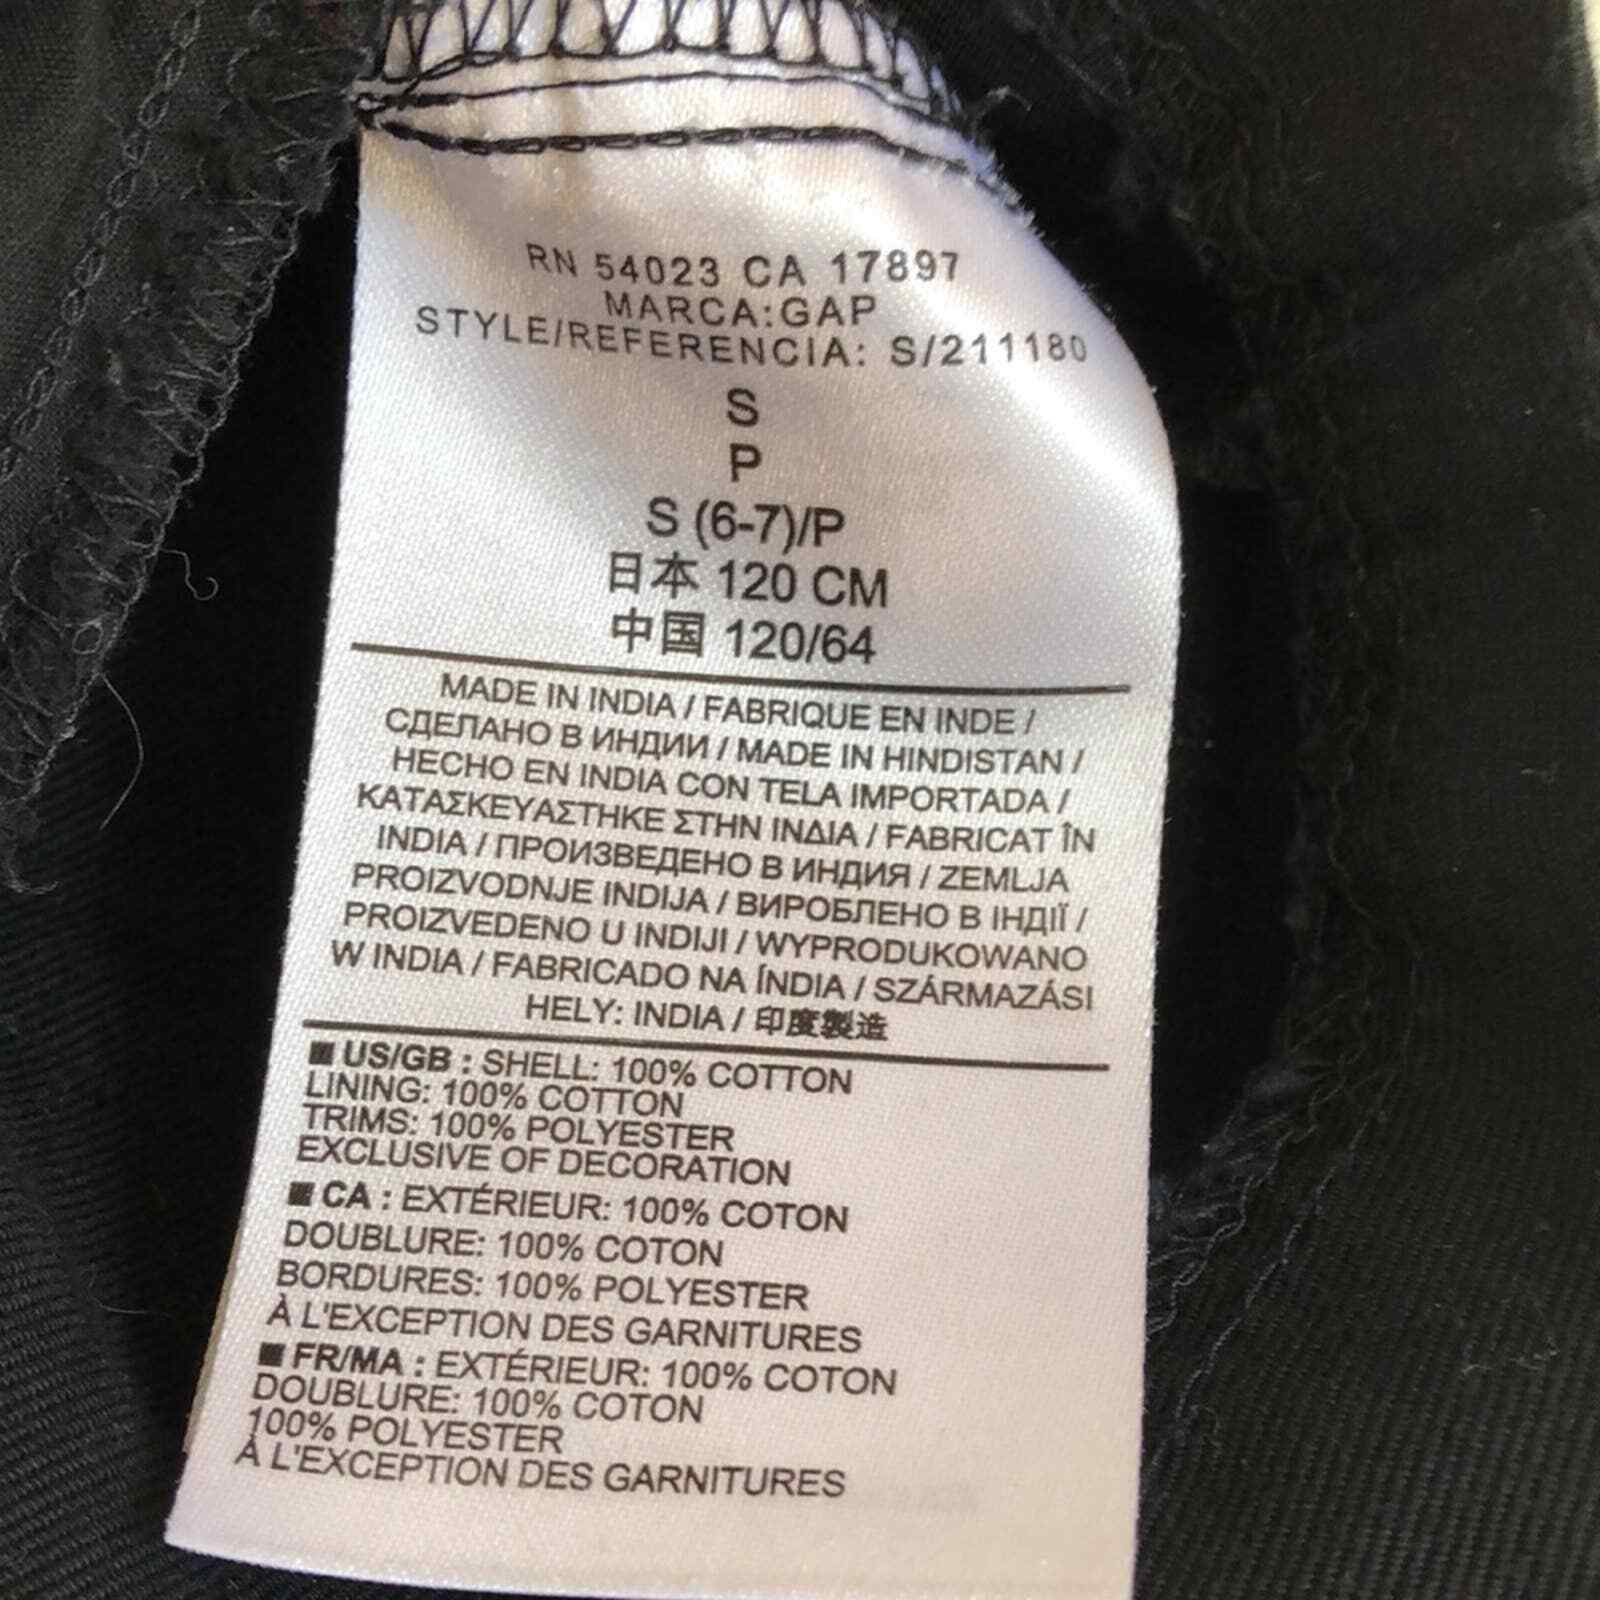 RN 54023 CA 17897
MARCA:GAP
STYLE/REFERENCIA: S/211180
S
P
S (6-7)/P
日本 120 CM
中国 120/64
MADE IN INDIA / FABRIQUE EN INDE /
СДЕЛАНО В ИНДИИ / MADE IN HINDISTAN /
HECHO EN INDIA CON TELA IMPORTADA /
ΚΑΤΑΣΚΕΥΑΣΤΗΚΕ ΣΤΗΝ ΙΝΔΙΑ / FABRICAT ÎN
INDIA / ПРОИЗВЕДЕНО В ИНДИЯ / ZEMLJA
PROIZVODNJE INDIJA / ВИРОБЛЕНО В ІНДІЇ /
PROIZVEDENO U INDIJI / WYPRODUKOWANO
W INDIA / FABRICADO NA ÍNDIA / SZÁRMAZÁSI
HELY: INDIA / 印度製造
US/GB : SHELL: 100% COTTON
LINING: 100% COTTON
TRIMS: 100% POLYESTER
EXCLUSIVE OF DECORATION
CA : EXTÉRIEUR: 100% COTON
DOUBLURE: 100% COTON
BORDURES: 100% POLYESTER
À L'EXCEPTION DES GARNITURES
FR/MA : EXTÉRIEUR: 100% COTON
DOUBLURE: 100% COTON
100% POLYESTER
À L'EXCEPTION DES GARNITURES